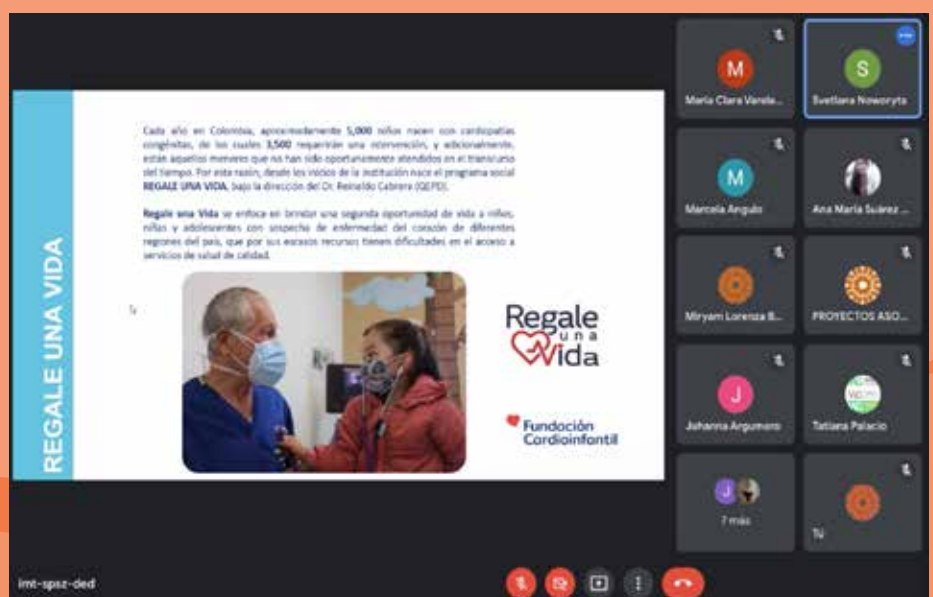 REGALE UNA VIDA
Cada año en Colombia, aproximadamente 5,000 niños nacen con cardiopatías
congénitas, de los cuales 3,500 requerirán una intervención, y adicionalmente,
están aquellos menores que no han sido oportunamente atendidos en el transcurso
del tiempo. Por esta razón, desde los inicios de la institución nace el programa social
REGALE UNA VIDA, bajo la dirección del Dr. Reinaldo Cabrera (QEPD).
Regale una Vida se enfoca en brindar una segunda oportunidad de vida a niños,
niñas y adolescentes con sospecha de enfermedad del corazón de diferentes
regiones del país, que por sus escasos recursos tienen dificultades en el acceso a
servicios de salud de calidad.
Regale
una
Vida
Fundación
Cardioinfantil
M
María Clara Varela...
S
Svetlana Noworyta
M
Marcela Angulo
Ana María Suárez ...
Miryam Lorenza B...
PROYECTOS ASO...
J
Johanna Argumero
Tatiana Palacio
J
7 más
Tú
imt-spsz-ded